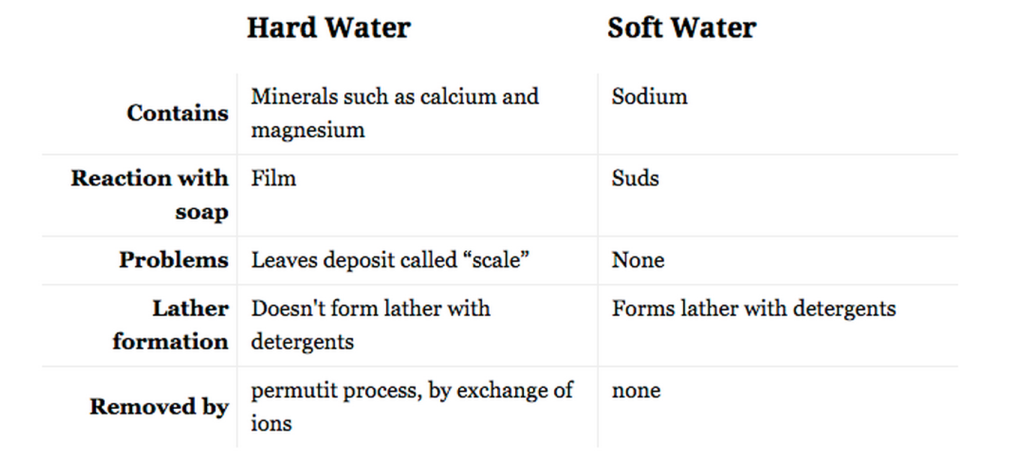 Hard Water Soft Water
Contains Minerals such as calcium and magnesium Sodium
Reaction with soap Film Suds
Problems Leaves deposit called “scale” None
Lather formation Doesn't form lather with detergents Forms lather with detergents
Removed by permutit process, by exchange of ions none